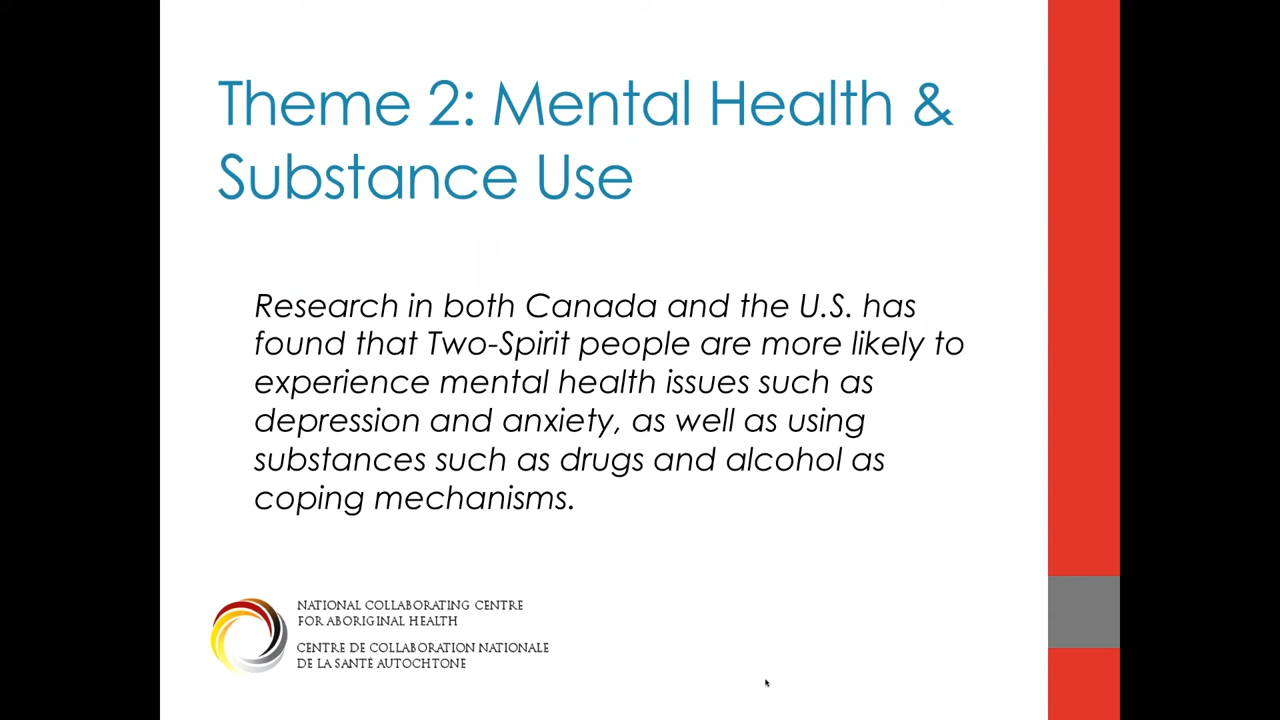 Theme 2: Mental Health &
Substance Use
Research in both Canada and the U.S. has
found that Two-Spirit people are more likely to
experience mental health issues such as
depression and anxiety, as well as using
substances such as drugs and alcohol as
coping mechanisms.
NATIONAL COLLABORATING CENTRE
FOR ABORIGINAL HEALTH
CENTRE DE COLLABORATION NATIONALE
DE LA SANTÉ AUTOCHTONE